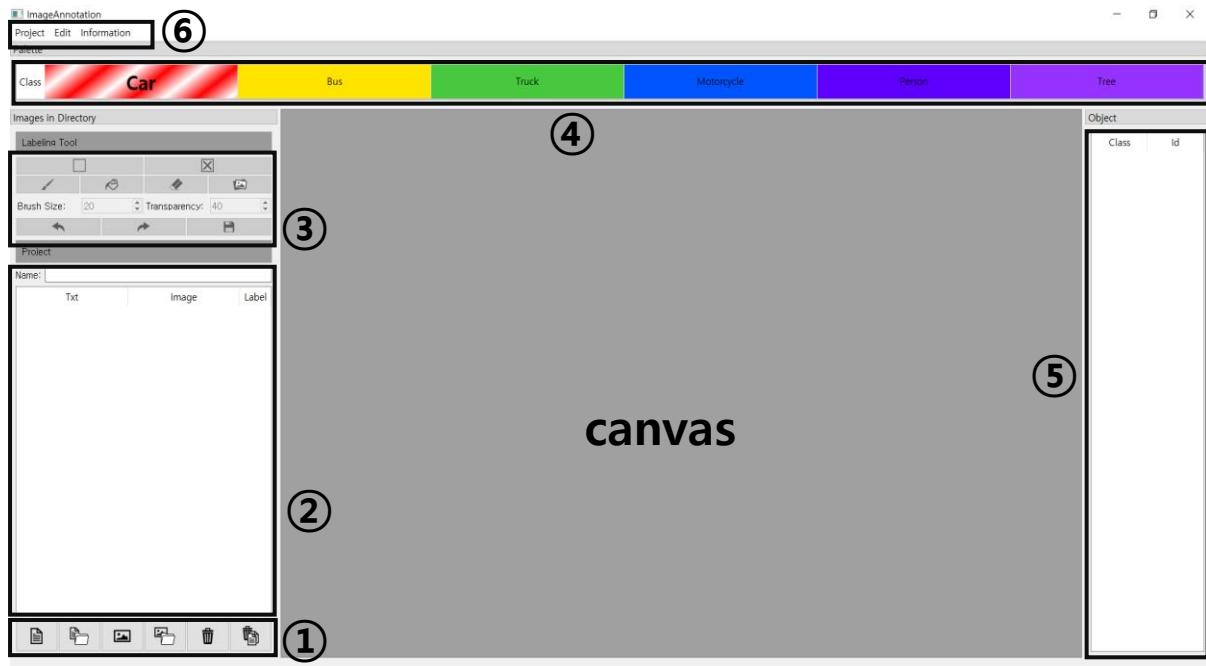 ImageAnnotation
Project Edit Information
⑥
Palette
Class Car Bus Truck Motorcycle Person Tree
Images in Directory
④
Object
Labeling Tool
Class Id
Brush Size: 20 Transparency: 40
③
Project
Name:
Txt Image Label
⑤
canvas
②
①